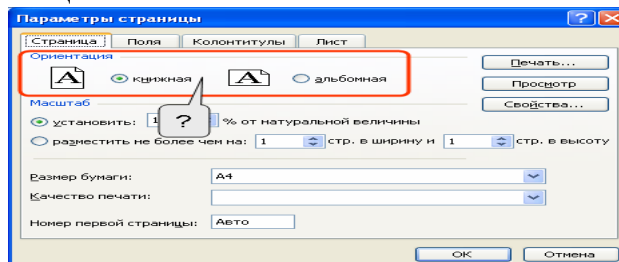 Параметры страницы
Страница Поля Колонтитулы Лист
Ориентация
Печать...
A книжная A альбомная
Просмотр
Масштаб
Свойства...
установить: 1 % от натуральной величины
?
разместить не более чем на: 1 стр. в ширину и 1 стр. в высоту
Размер бумаги: A4
Качество печати:
Номер первой страницы: Авто
OK Отмена